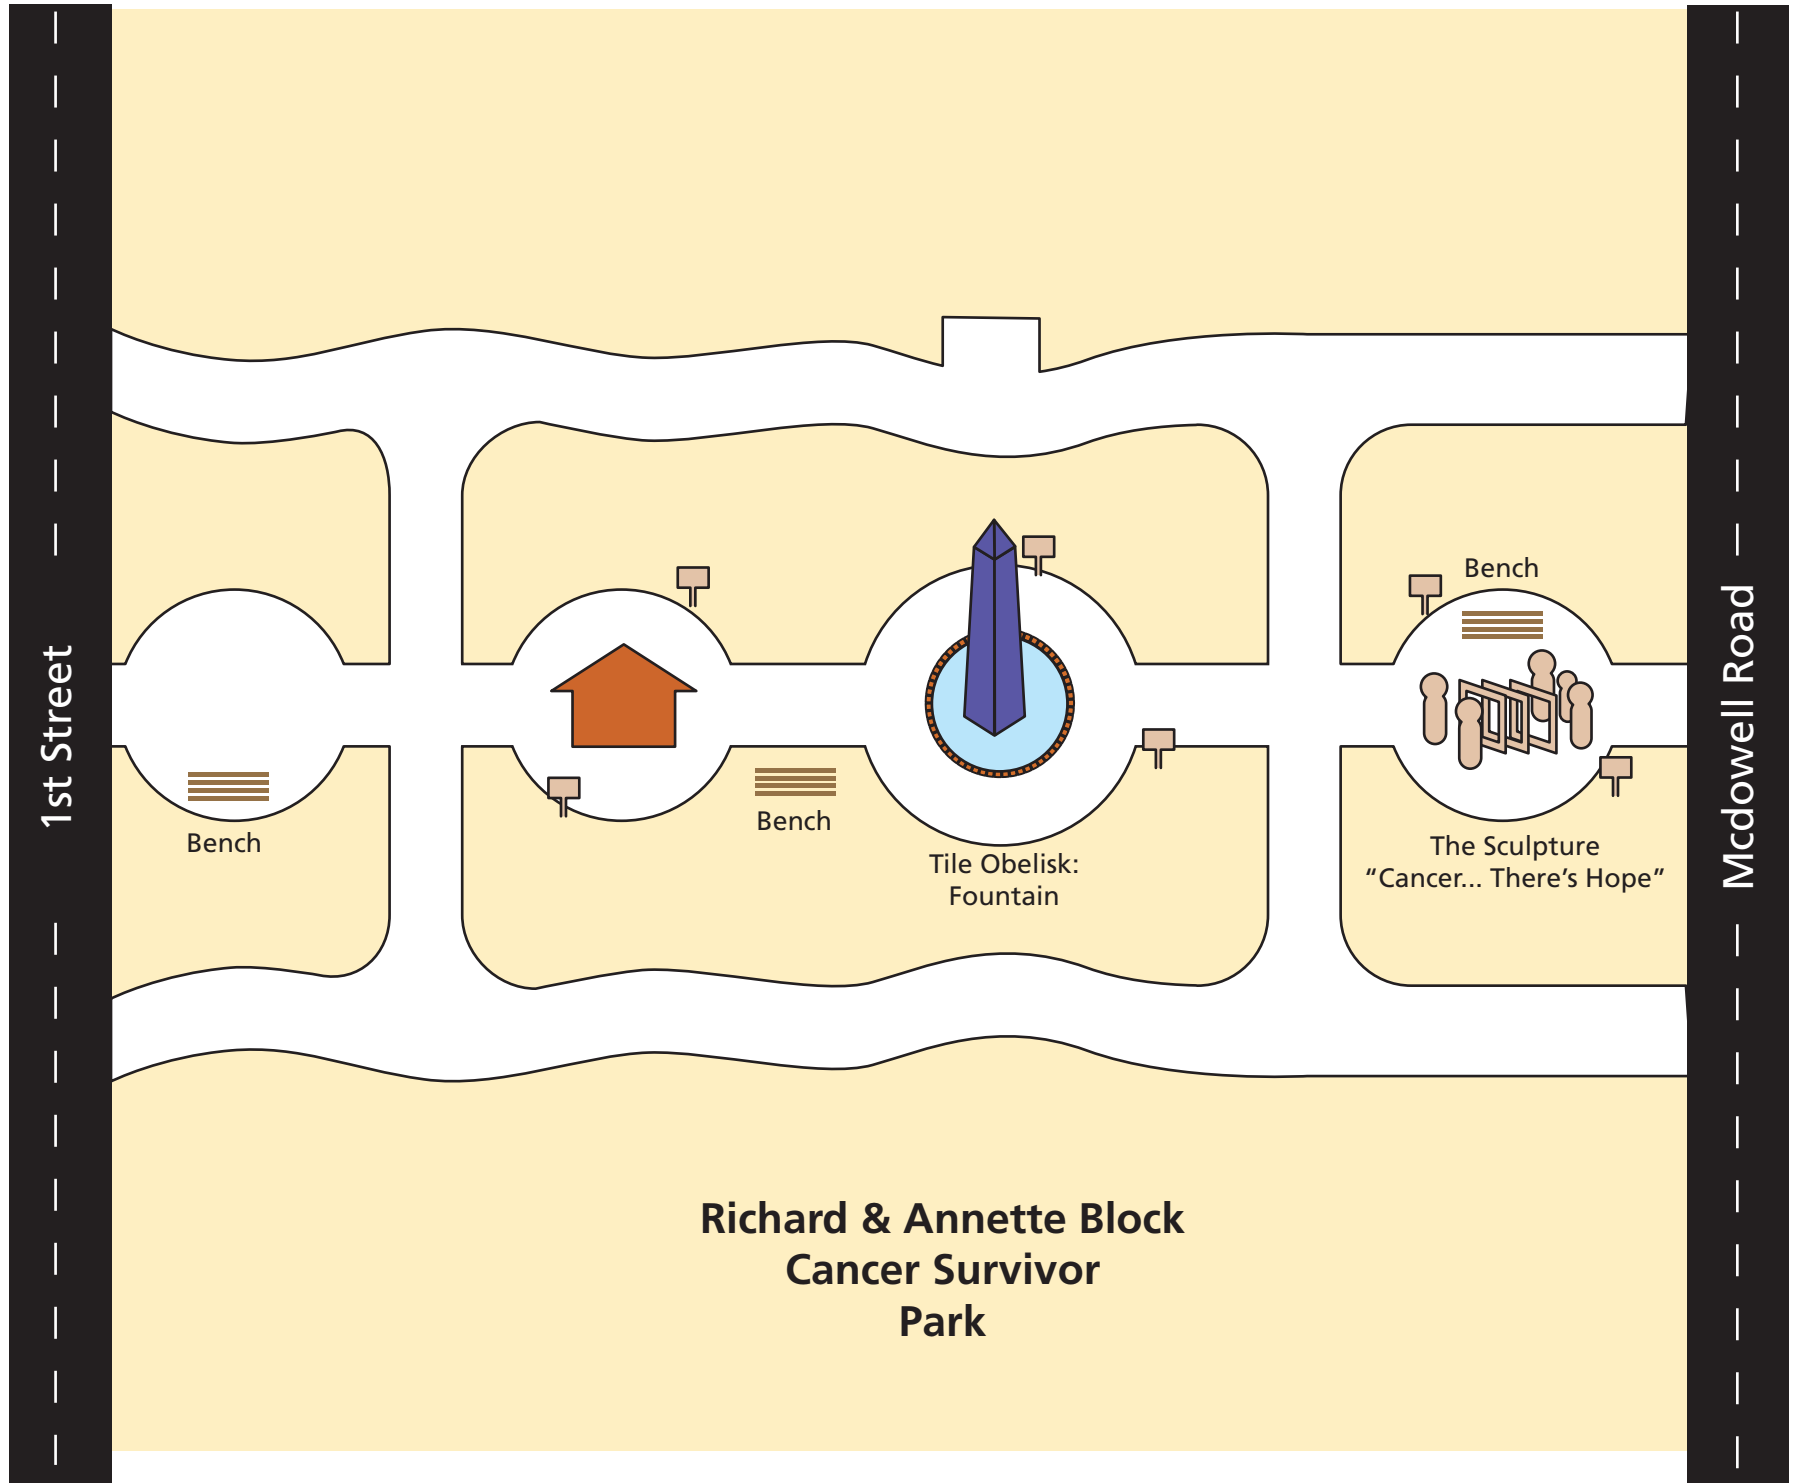 1st Street
Bench
Bench
Tile Obelisk:
Fountain
Bench
The Sculpture
“Cancer... There’s Hope”
Mcdowell Road
Richard & Annette Block
Cancer Survivor
Park